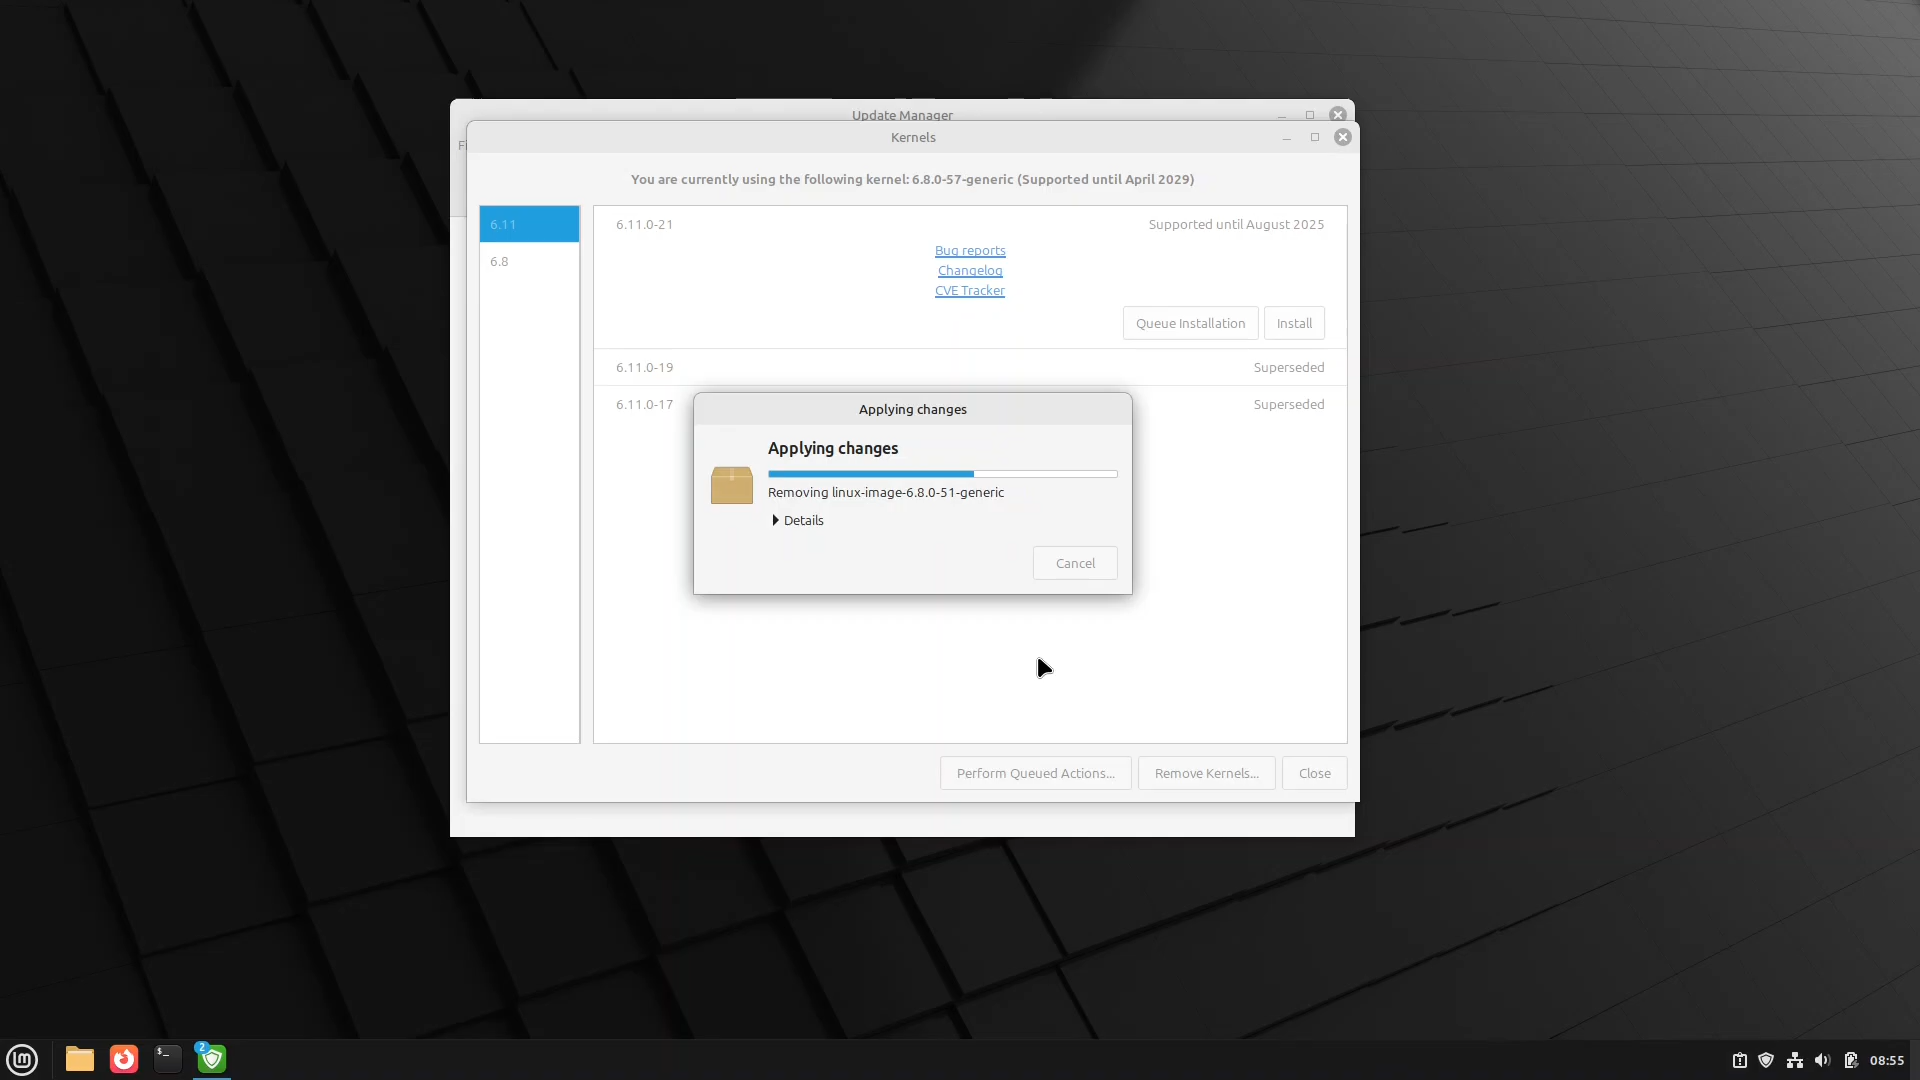 Update Manager
Kernels
You are currently using the following kernel: 6.8.0-57-generic (Supported until April 2029)
6.11
6.8
6.11.0-21 Supported until August 2025
Bug reports
Changelog
CVE Tracker
Queue Installation Install
6.11.0-19 Superseded
6.11.0-17 Superseded
Applying changes
Applying changes
Removing linux-image-6.8.0-51-generic
Details
Cancel
Perform Queued Actions... Remove Kernels... Close
$_
2
08:55